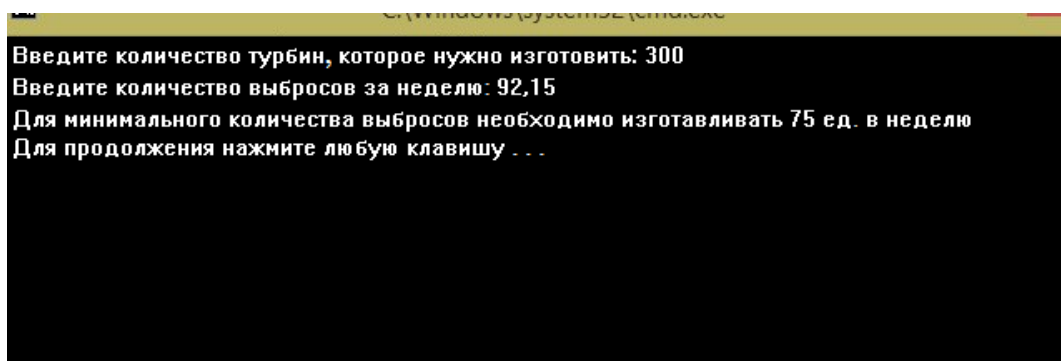 C:\Windows\system32\cmd.exe
Введите количество турбин, которое нужно изготовить: 300
Введите количество выбросов за неделю: 92,15
Для минимального количества выбросов необходимо изготавливать 75 ед. в неделю
Для продолжения нажмите любую клавишу . . .